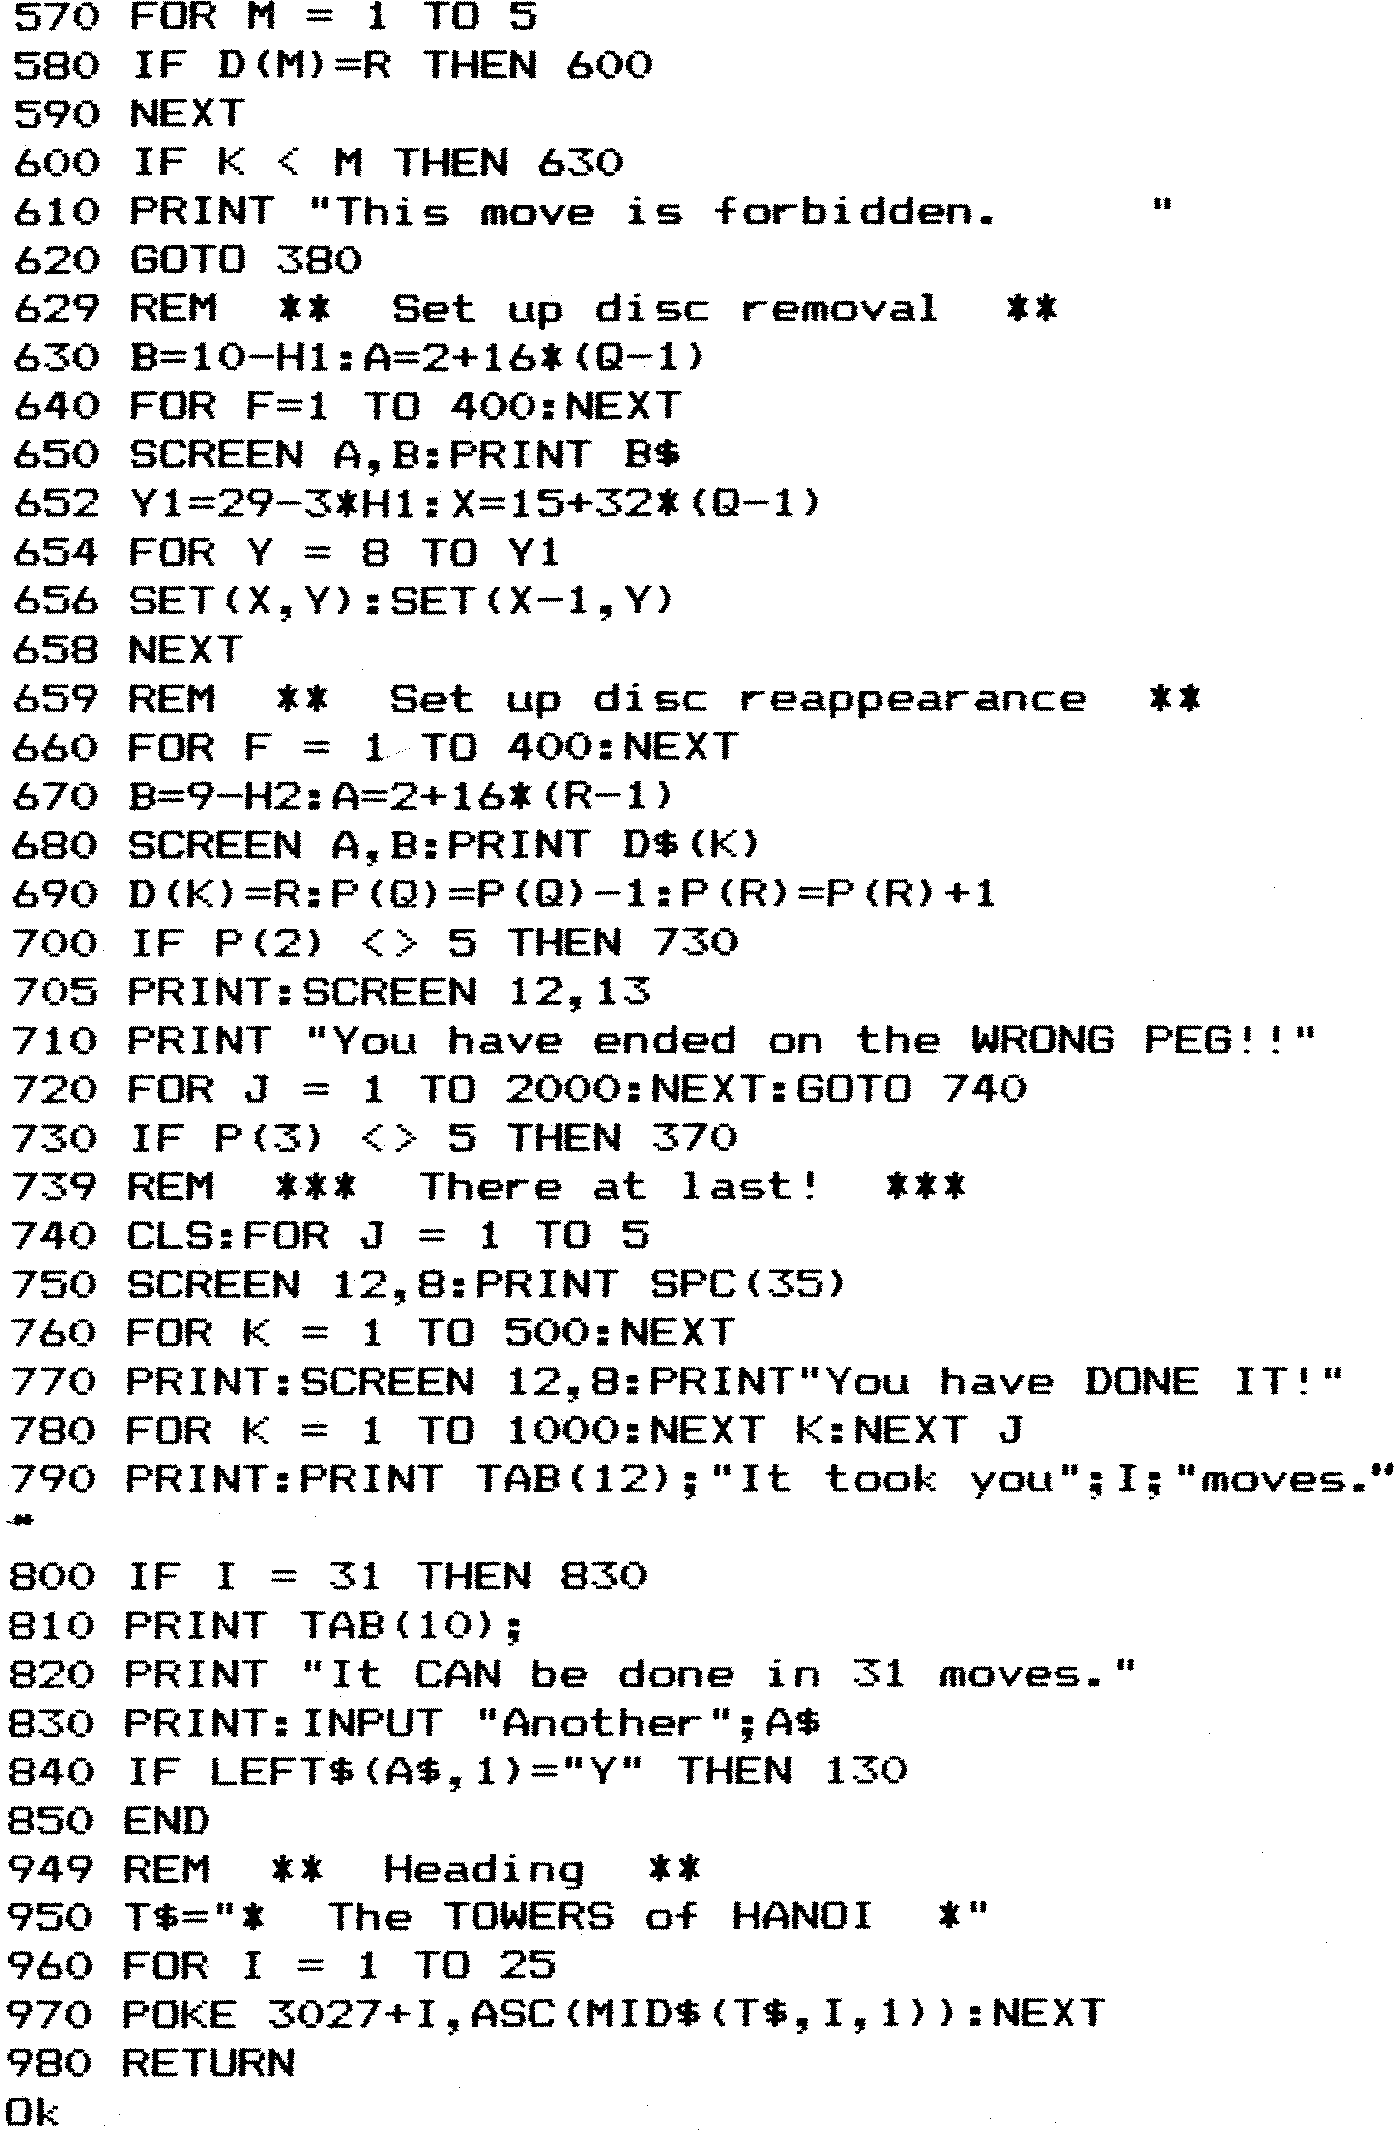 570 FOR M = 1 TO 5
580 IF D(M)=R THEN 600
590 NEXT
600 IF K < M THEN 630
610 PRINT "This move is forbidden.     "
620 GOTO 380
629 REM  **  Set up disc removal  **
630 B=10-H1:A=2+16*(Q-1)
640 FOR F=1 TO 400:NEXT
650 SCREEN A,B:PRINT B$
652 Y1=29-3*H1:X=15+32*(Q-1)
654 FOR Y = 8 TO Y1
656 SET(X,Y):SET(X-1,Y)
658 NEXT
659 REM  **  Set up disc reappearance  **
660 FOR F = 1 TO 400:NEXT
670 B=9-H2:A=2+16*(R-1)
680 SCREEN A,B:PRINT D$(K)
690 D(K)=R:P(Q)=P(Q)-1:P(R)=P(R)+1
700 IF P(2) <> 5 THEN 730
705 PRINT:SCREEN 12,13
710 PRINT "You have ended on the WRONG PEG!!"
720 FOR J = 1 TO 2000:NEXT:GOTO 740
730 IF P(3) <> 5 THEN 370
739 REM  ***  There at last!  ***
740 CLS:FOR J = 1 TO 5
750 SCREEN 12,8:PRINT SPC(35)
760 FOR K = 1 TO 500:NEXT
770 PRINT:SCREEN 12,8:PRINT"You have DONE IT!"
780 FOR K = 1 TO 1000:NEXT K:NEXT J
790 PRINT:PRINT TAB(12);"It took you";I;"moves."
"
800 IF I = 31 THEN 830
810 PRINT TAB(10);
820 PRINT "It CAN be done in 31 moves."
830 PRINT:INPUT "Another";A$
840 IF LEFT$(A$,1)="Y" THEN 130
850 END
949 REM  **  Heading  **
950 T$="*  The TOWERS of HANOI  *"
960 FOR I = 1 TO 25
970 POKE 3027+I,ASC(MID$(T$,I,1)):NEXT
980 RETURN
Ok